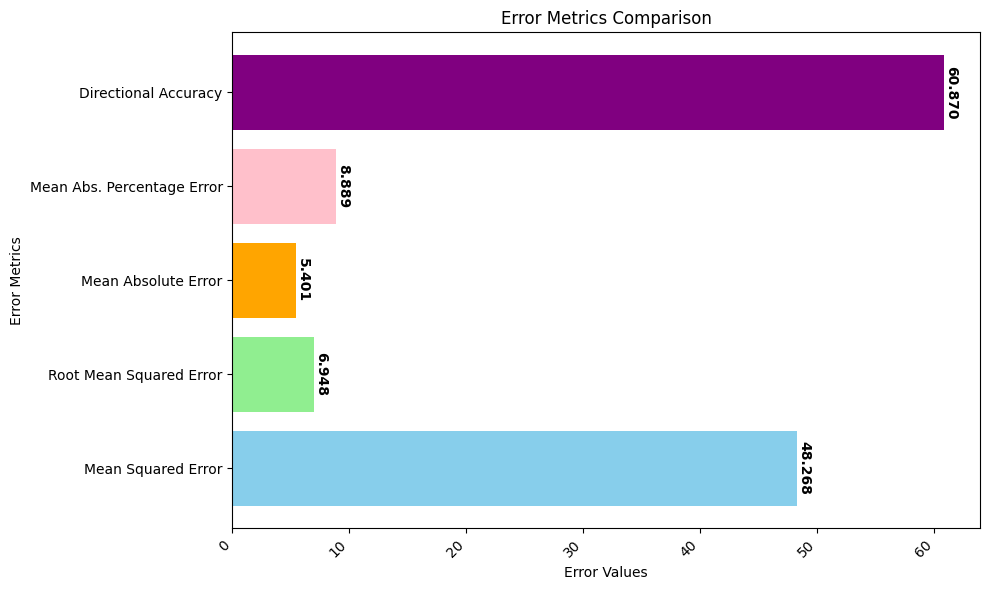 Error Metrics Comparison
Error Metrics
Directional Accuracy
60.870
Mean Abs. Percentage Error
8.889
Mean Absolute Error
5.401
Root Mean Squared Error
6.948
Mean Squared Error
48.268
0 10 20 30 40 50 60
Error Values